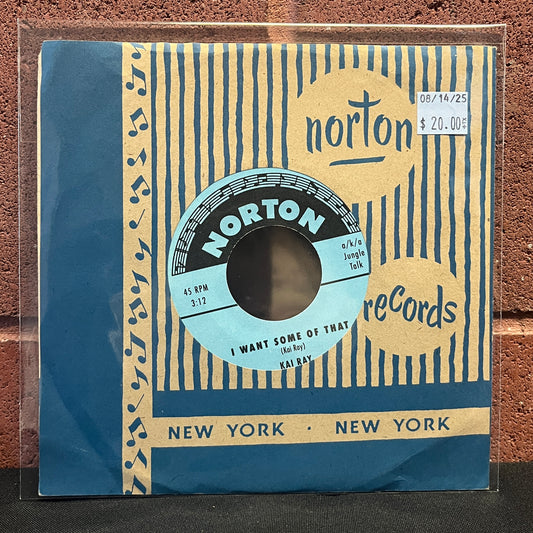 08/14/25
$ 20.00
norton
records
NORTON
a/k/a
Jungle
Talk
45 RPM
3:12
I WANT SOME OF THAT
(Kai Ray)
KAI RAY
NEW YORK · NEW YORK